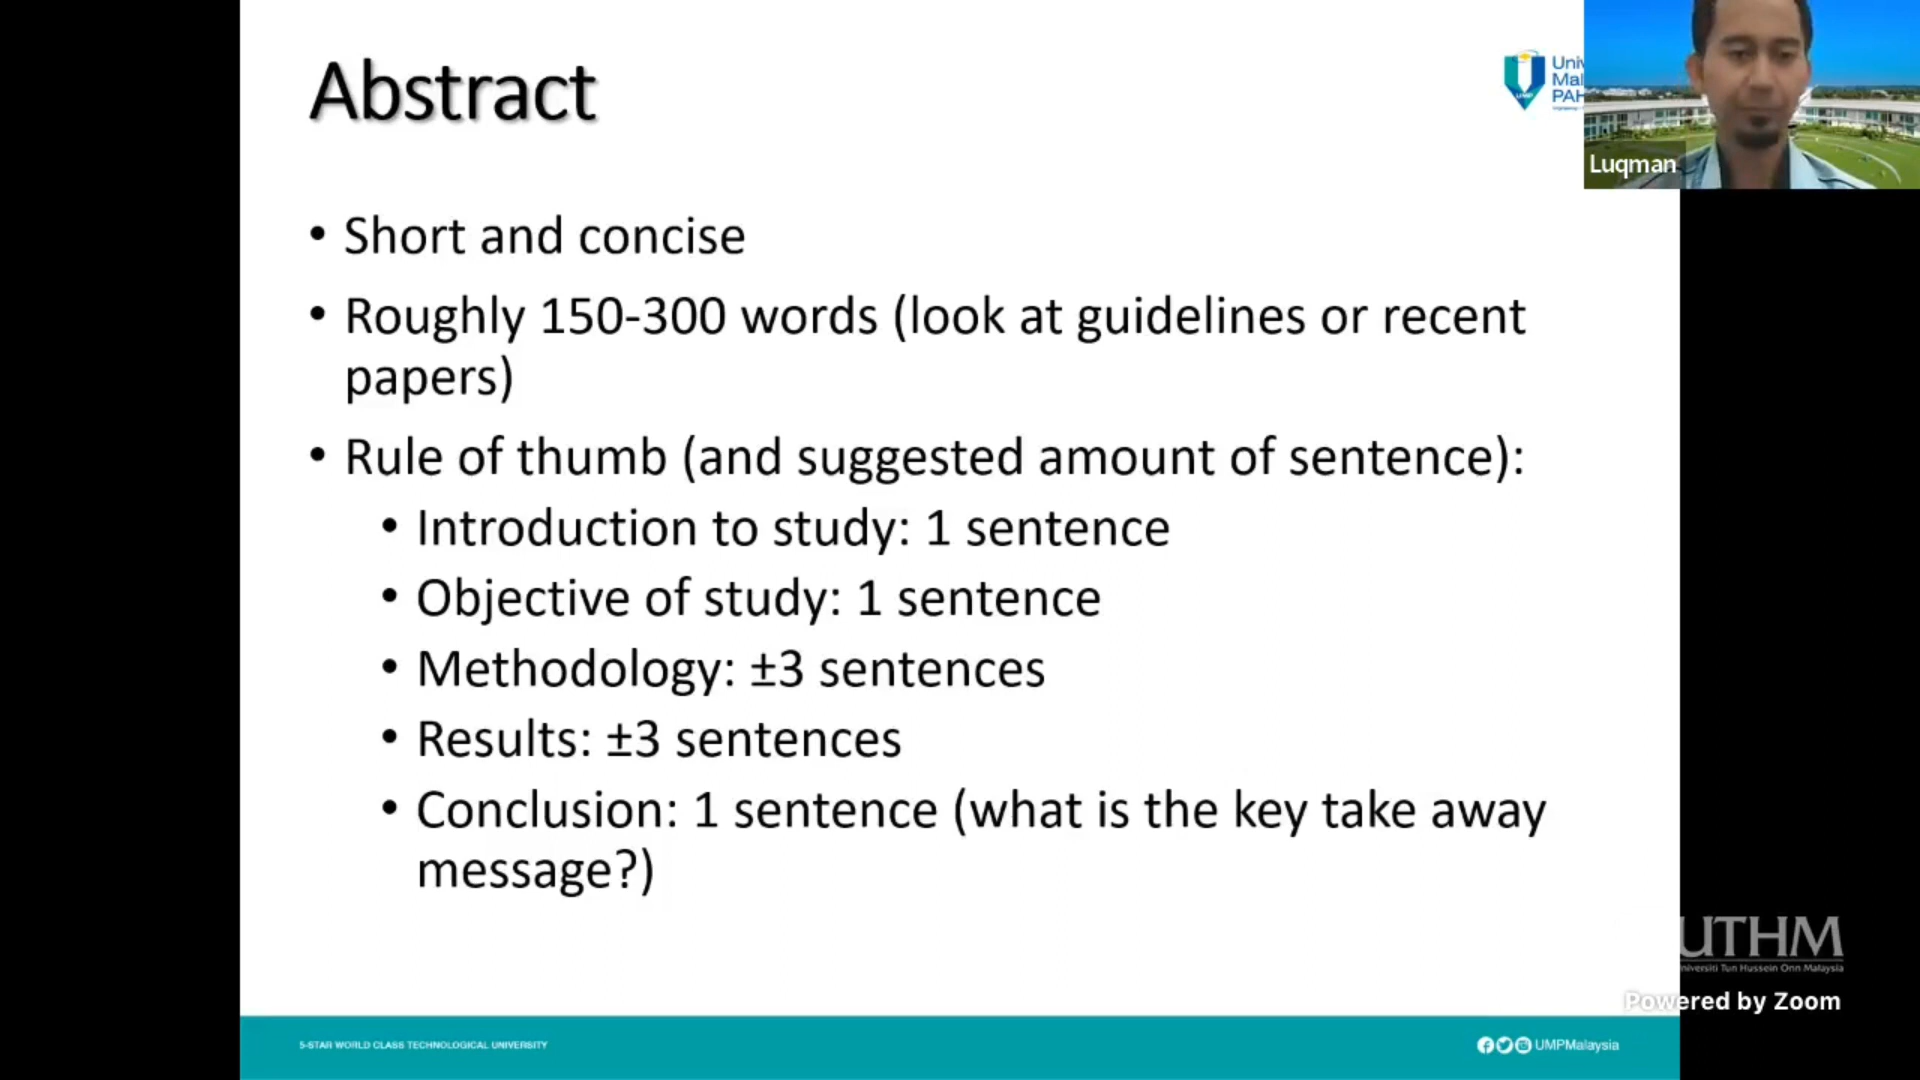 Abstract
Luqman
• Short and concise
• Roughly 150-300 words (look at guidelines or recent
papers)
• Rule of thumb (and suggested amount of sentence):
• Introduction to study: 1 sentence
• Objective of study: 1 sentence
• Methodology: ±3 sentences
• Results: ±3 sentences
• Conclusion: 1 sentence (what is the key take away
message?)
UTHM
Universiti Tun Hussein Onn Malaysia
Powered by Zoom
5-STAR WORLD CLASS TECHNOLOGICAL UNIVERSITY
UMPMalaysia